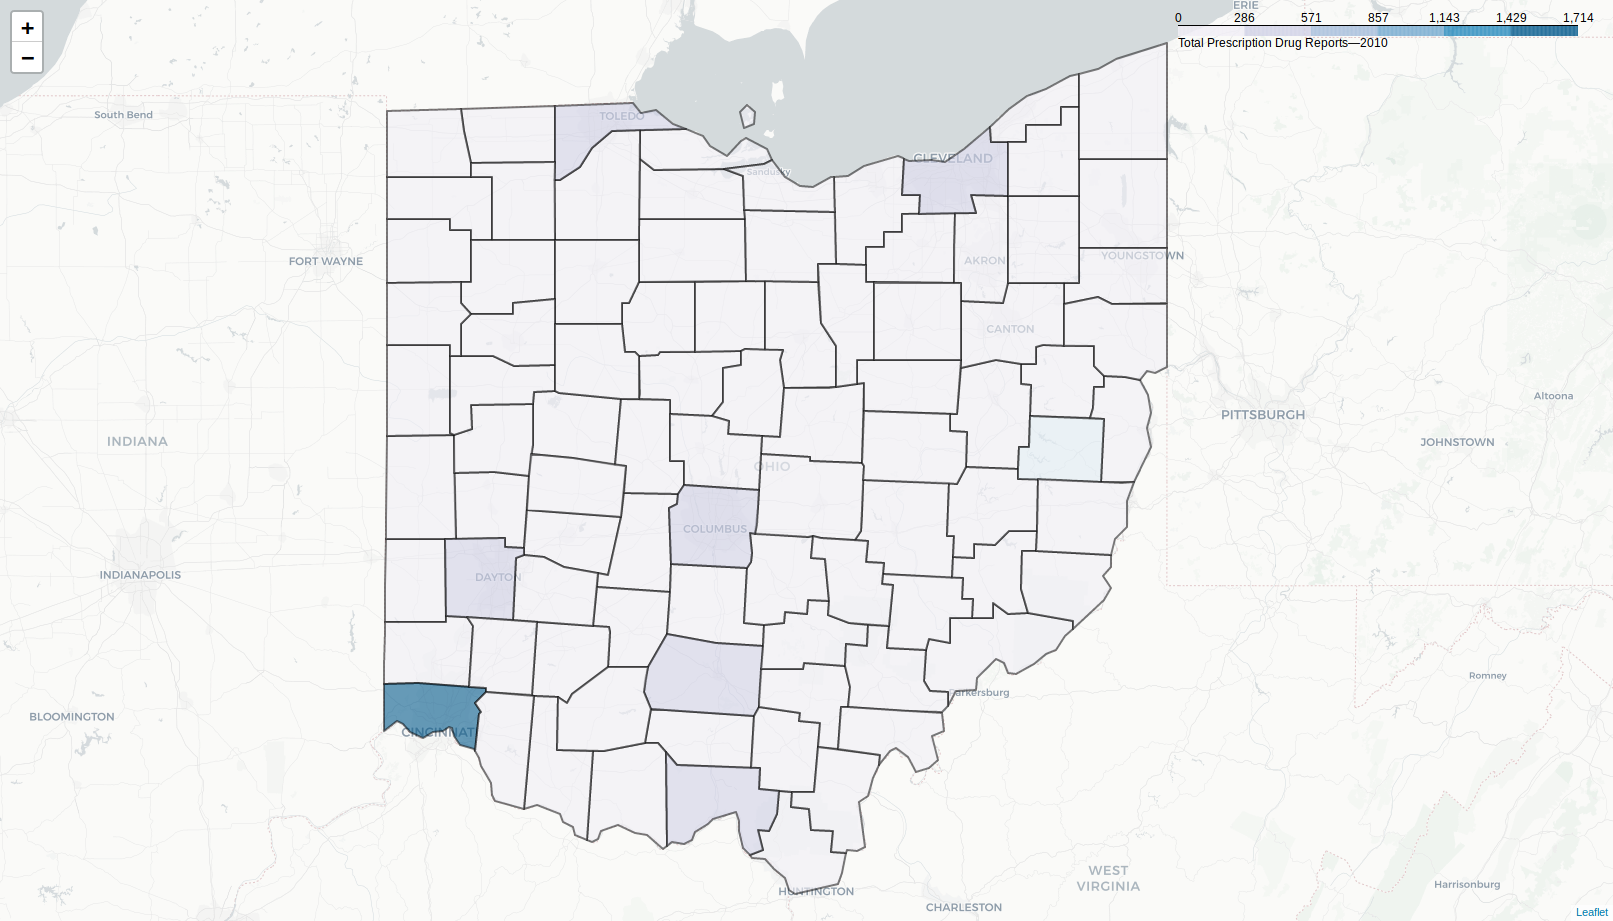 +
−
ERIE
0 286 571 857 1,143 1,429 1,714
Total Prescription Drug Reports—2010
South Bend
TOLEDO
CLEVELAND
Sandusky
FORT WAYNE
AKRON
YOUNGSTOWN
CANTON
Altoona
PITTSBURGH
INDIANA
JOHNSTOWN
OHIO
COLUMBUS
INDIANAPOLIS
DAYTON
Romney
arkersburg
BLOOMINGTON
CINCINNAT
WEST
VIRGINIA
Harrisonburg
HUNTINGTON
CHARLESTON
Leaflet